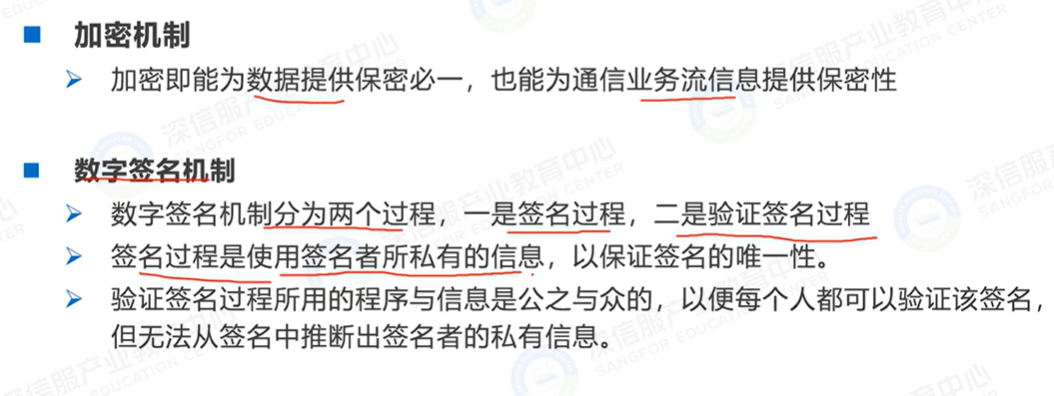 加密机制
加密即能为数据提供保密必一，也能为通信业务流信息提供保密性
数字签名机制
数字签名机制分为两个过程，一是签名过程，二是验证签名过程
签名过程是使用签名者所私有的信息，以保证签名的唯一性。
验证签名过程所用的程序与信息是公之与众的，以便每个人都可以验证该签名，
但无法从签名中推断出签名者的私有信息。
深信服产业教育中心
SANGFOR EDUCATION CENTER